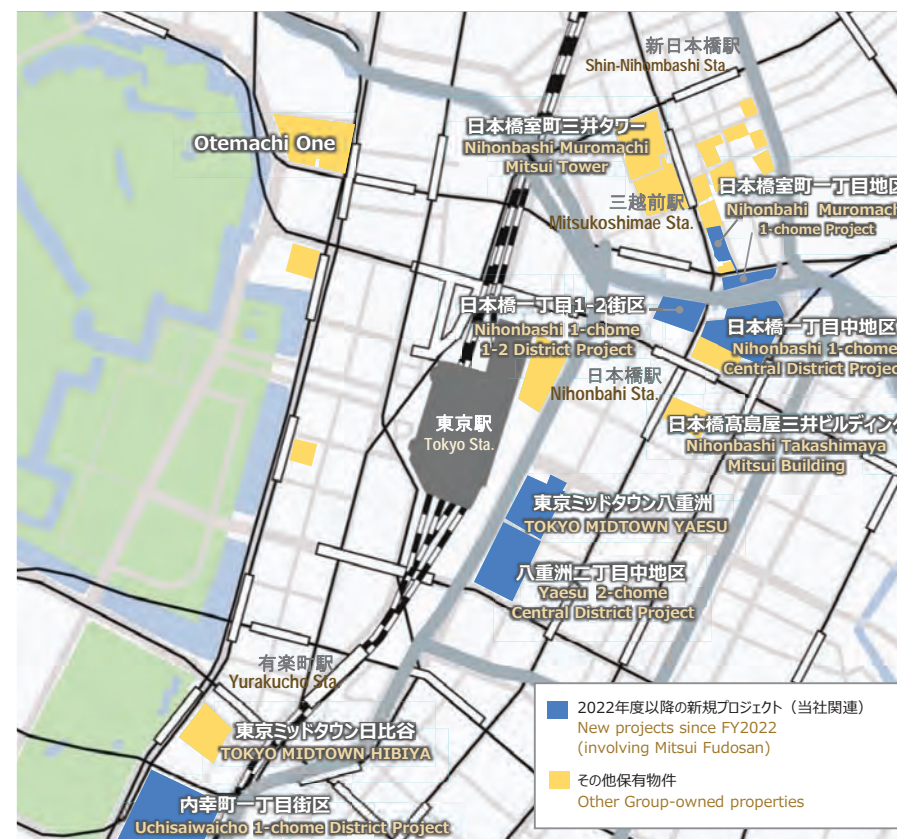 新日本橋駅
Shin-Nihombashi Sta.
Otemachi One
日本橋室町三井タワー
Nihonbashi Muromachi
Mitsui Tower
三越前駅
Mitsukoshimae Sta.
日本橋室町一丁目地区
Nihonbahi Muromach
1-chome Project
日本橋一丁目1-2街区
Nihonbashi 1-chome
1-2 District Project
日本橋一丁目中地区
Nihonbashi 1-chome
Central District Projec
日本橋駅
Nihonbahi Sta.
東京駅
Tokyo Sta.
日本橋髙島屋三井ビルディング
Nihonbashi Takashimaya
Mitsui Building
東京ミッドタウン八重洲
TOKYO MIDTOWN YAESU
八重洲二丁目中地区
Yaesu 2-chome
Central District Project
有楽町駅
Yurakucho Sta.
東京ミッドタウン日比谷
TOKYO MIDTOWN HIBIYA
内幸町一丁目街区
Uchisaiwaicho 1-chome District Project
2022年度以降の新規プロジェクト（当社関連）
New projects since FY2022
(involving Mitsui Fudosan)
その他保有物件
Other Group-owned properties